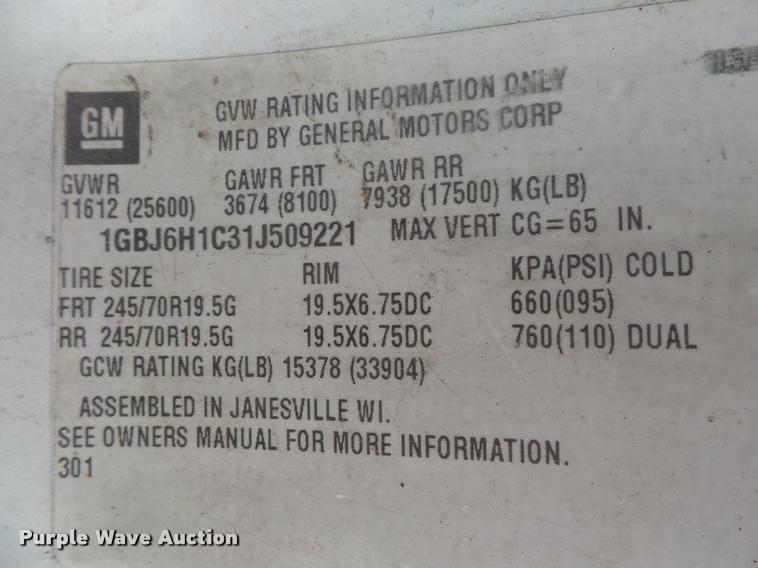 GM
GVW RATING INFORMATION ONLY
MFD BY GENERAL MOTORS CORP
GVWR GAWR FRT GAWR RR
11612 (25600) 3674 (8100) 7938 (17500) KG(LB)
1GBJ6H1C31J509221 MAX VERT CG=65 IN.
TIRE SIZE RIM KPA(PSI) COLD
FRT 245/70R19.5G 19.5X6.75DC 660(095)
RR 245/70R19.5G 19.5X6.75DC 760(110) DUAL
GCW RATING KG(LB) 15378 (33904)
ASSEMBLED IN JANESVILLE WI.
SEE OWNERS MANUAL FOR MORE INFORMATION.
301
Purple Wave Auction